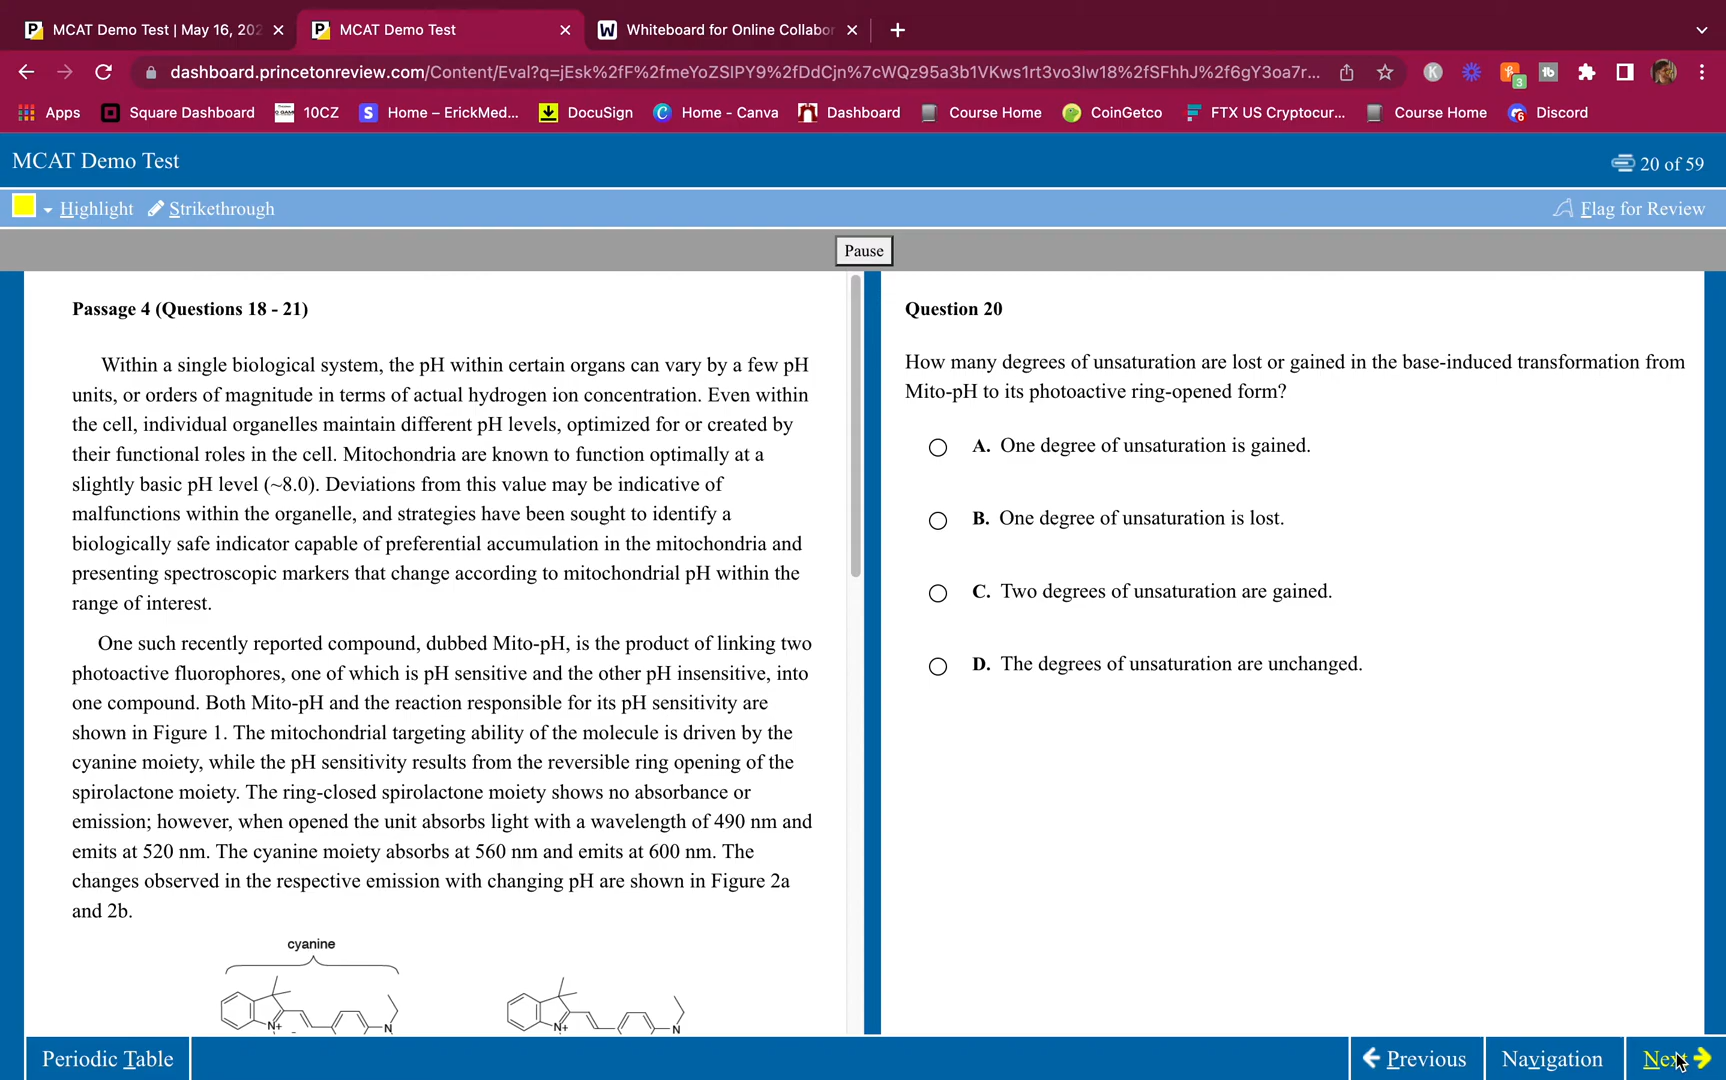 MCAT Demo Test | May 16, 202
MCAT Demo Test
Whiteboard for Online Collabor
dashboard.princetonreview.com/Content/Eval?q=jEsk%2fF%2fmeYoZSIPY9%2fDdCjn%7cWQz95a3b1VKws1rt3vo3lw18%2fSFhhJ%2f6gY3oa7r...
Apps
Square Dashboard
10CZ
Home – ErickMed...
DocuSign
Home - Canva
Dashboard
Course Home
CoinGetco
FTX US Cryptocur...
Course Home
Discord
MCAT Demo Test
20 of 59
Highlight
Strikethrough
Flag for Review
Pause
Passage 4 (Questions 18 - 21)
Within a single biological system, the pH within certain organs can vary by a few pH
units, or orders of magnitude in terms of actual hydrogen ion concentration. Even within
the cell, individual organelles maintain different pH levels, optimized for or created by
their functional roles in the cell. Mitochondria are known to function optimally at a
slightly basic pH level (~8.0). Deviations from this value may be indicative of
malfunctions within the organelle, and strategies have been sought to identify a
biologically safe indicator capable of preferential accumulation in the mitochondria and
presenting spectroscopic markers that change according to mitochondrial pH within the
range of interest.
One such recently reported compound, dubbed Mito-pH, is the product of linking two
photoactive fluorophores, one of which is pH sensitive and the other pH insensitive, into
one compound. Both Mito-pH and the reaction responsible for its pH sensitivity are
shown in Figure 1. The mitochondrial targeting ability of the molecule is driven by the
cyanine moiety, while the pH sensitivity results from the reversible ring opening of the
spirolactone moiety. The ring-closed spirolactone moiety shows no absorbance or
emission; however, when opened the unit absorbs light with a wavelength of 490 nm and
emits at 520 nm. The cyanine moiety absorbs at 560 nm and emits at 600 nm. The
changes observed in the respective emission with changing pH are shown in Figure 2a
and 2b.
cyanine
N+
N
N+
N
Question 20
How many degrees of unsaturation are lost or gained in the base-induced transformation from
Mito-pH to its photoactive ring-opened form?
A. One degree of unsaturation is gained.
B. One degree of unsaturation is lost.
C. Two degrees of unsaturation are gained.
D. The degrees of unsaturation are unchanged.
Periodic Table
Previous
Navigation
Next